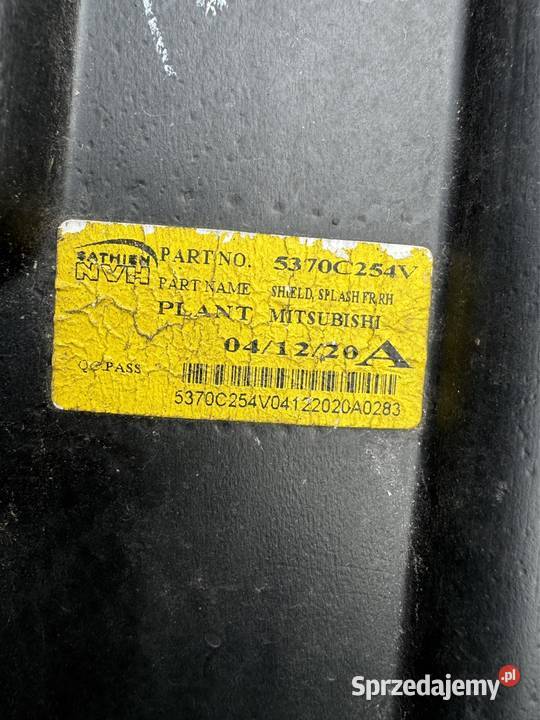 SATHIEN
NVH
PART NO. 5370C254V
PART NAME SHIELD, SPLASH FR,RH
PLANT MITSUBISHI
04/12/20 A
QC PASS
5370C254V04122020A0283
Sprzedajemy.pl